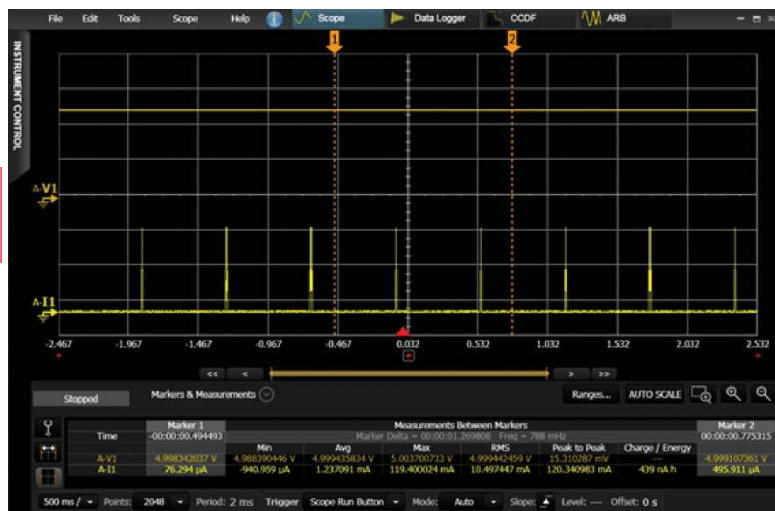 File Edit Tools Scope Help Scope Data Logger CCDF ARB
INSTRUMENT CONTROL
1 2
A-V1
A-I1
-2.467 -1.967 -1.467 -0.967 -0.467 0.032 0.532 1.032 1.532 2.032 2.532
<< < > >>
Stopped Markers & Measurements Ranges... AUTO SCALE
Marker 1 Measurements Between Markers Marker 2
Time -00:00:00.494493 Marker Delta = 00:00:01.269808 Freq = 788 mHz 00:00:00.775315
Min Avg Max RMS Peak to Peak Charge / Energy
A-V1 4.998342037 V 4.988390446 V 4.999435834 V 5.003700733 V 4.999442459 V 15.310287 mV --- 4.999107361 V
A-I1 76.294 µA -940.959 µA 1.237091 mA 119.400024 mA 10.497447 mA 120.340983 mA 439 nA h 495.911 µA
500 ms / Points: 2048 Period: 2 ms Trigger Scope Run Button Mode: Auto Slope: Level: --- Offset: 0 s